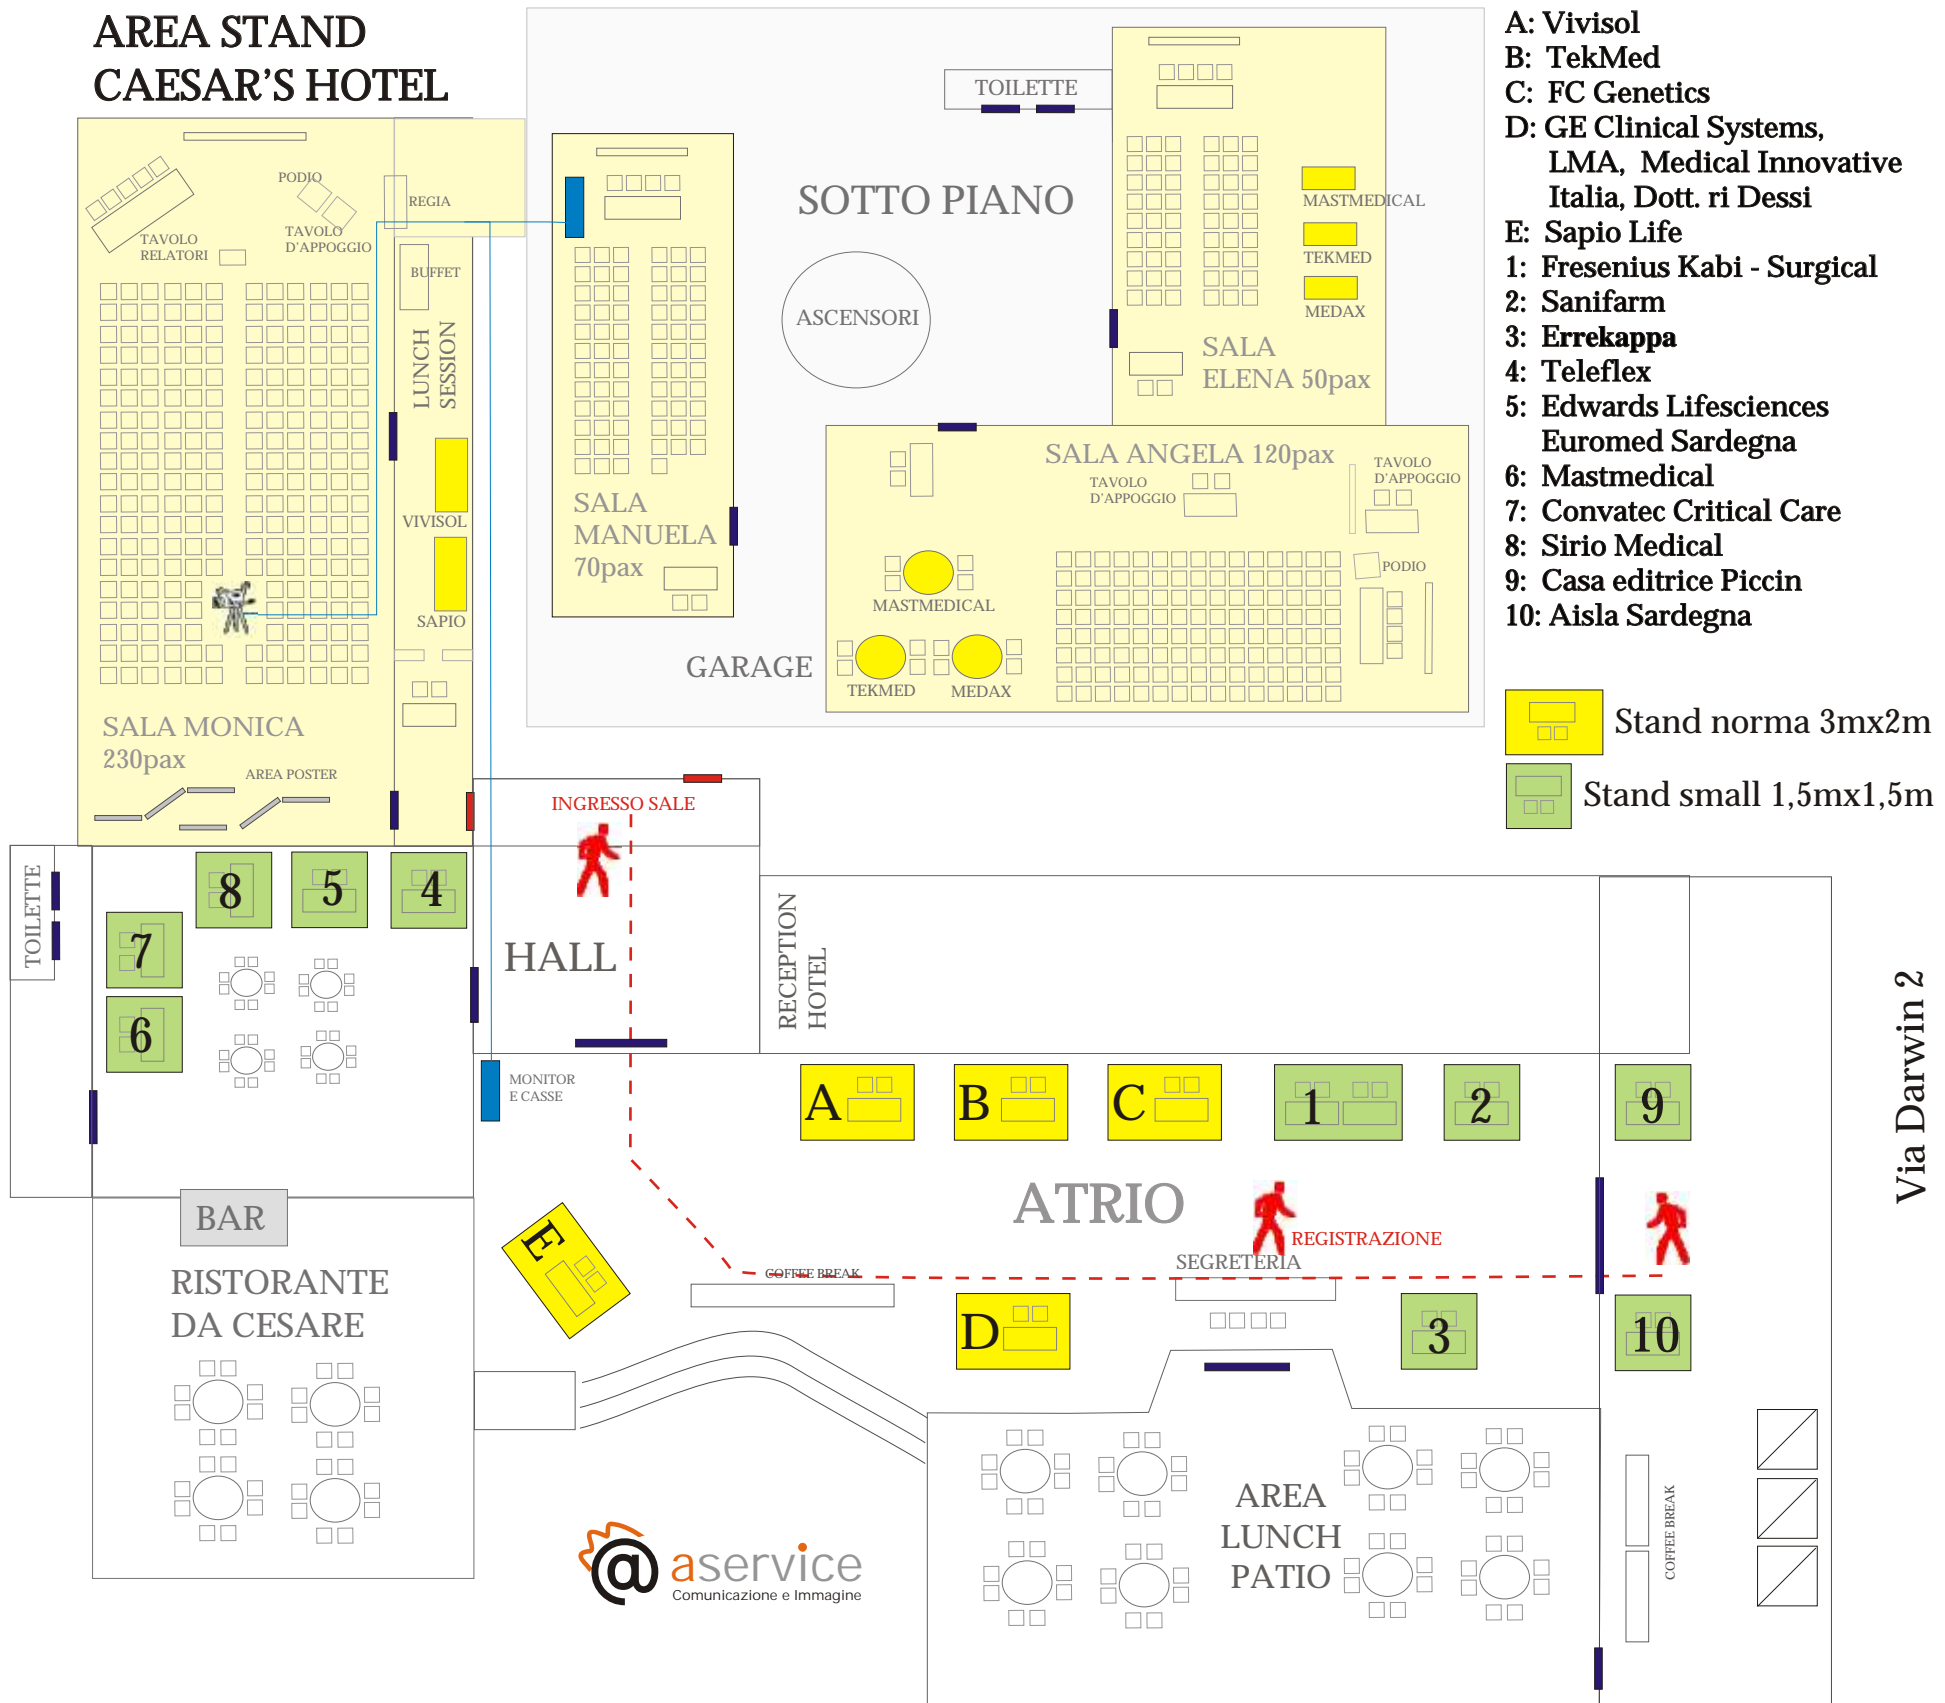 AREA STAND
CAESAR'S HOTEL
A: Vivisol
B: TekMed
C: FC Genetics
D: GE Clinical Systems,
LMA, Medical Innovative
Italia, Dott. ri Dessi
E: Sapio Life
1: Fresenius Kabi - Surgical
2: Sanifarm
3: Errekappa
4: Teleflex
5: Edwards Lifesciences
Euromed Sardegna
6: Mastmedical
7: Convatec Critical Care
8: Sirio Medical
9: Casa editrice Piccin
10: Aisla Sardegna
Stand norma 3mx2m
Stand small 1,5mx1,5m
PODIO
TAVOLO
RELATORI
TAVOLO
D'APPOGGIO
REGIA
BUFFET
LUNCH
SESSION
VIVISOL
SAPIO
SALA MONICA
230pax
AREA POSTER
SALA
MANUELA
70pax
SOTTO PIANO
ASCENSORI
GARAGE
TOILETTE
MASTMEDICAL
TEKMED
MEDAX
SALA
ELENA 50pax
SALA ANGELA 120pax
TAVOLO
D'APPOGGIO
TAVOLO
D'APPOGGIO
PODIO
MASTMEDICAL
TEKMED
MEDAX
INGRESSO SALE
HALL
RECEPTION
HOTEL
TOILETTE
8
5
4
7
6
MONITOR
E CASSE
A
B
C
1
2
9
ATRIO
REGISTRAZIONE
SEGRETERIA
Via Darwin 2
BAR
RISTORANTE
DA CESARE
E
COFFEE BREAK
D
3
10
AREA
LUNCH
PATIO
COFFEE BREAK
@ aservice
Comunicazione e Immagine